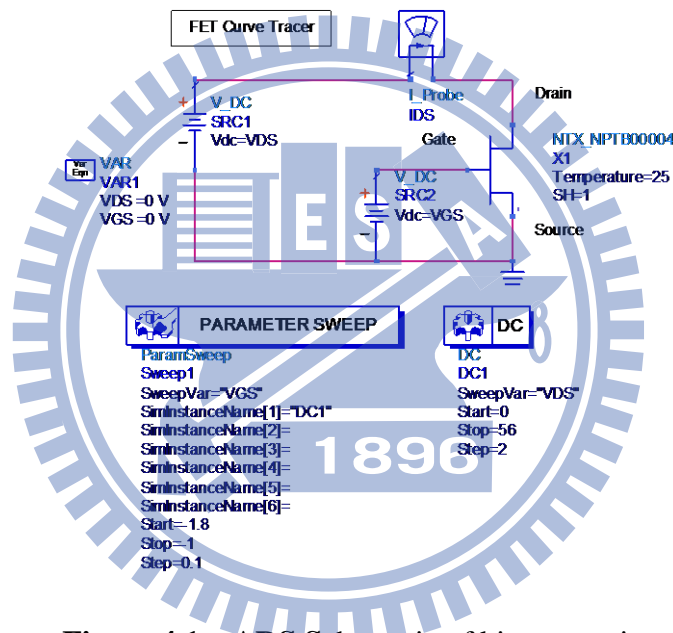 FET Curve Tracer
I_Probe
IDS
Drain
V_DC
SRC1
Vdc=VDS
Gate
NTX_NPTB00004
X1
Temperature=25
SH=1
Var
Eqn
VAR
VAR1
VDS =0 V
VGS =0 V
V_DC
SRC2
Vdc=VGS
Source
PARAMETER SWEEP
ParamSweep
Sweep1
SweepVar="VGS"
SimInstanceName[1]="DC1"
SimInstanceName[2]=
SimInstanceName[3]=
SimInstanceName[4]=
SimInstanceName[5]=
SimInstanceName[6]=
Start=-1.8
Stop=-1
Step=0.1
DC
DC
DC1
SweepVar="VDS"
Start=0
Stop=56
Step=2
E S A
1896